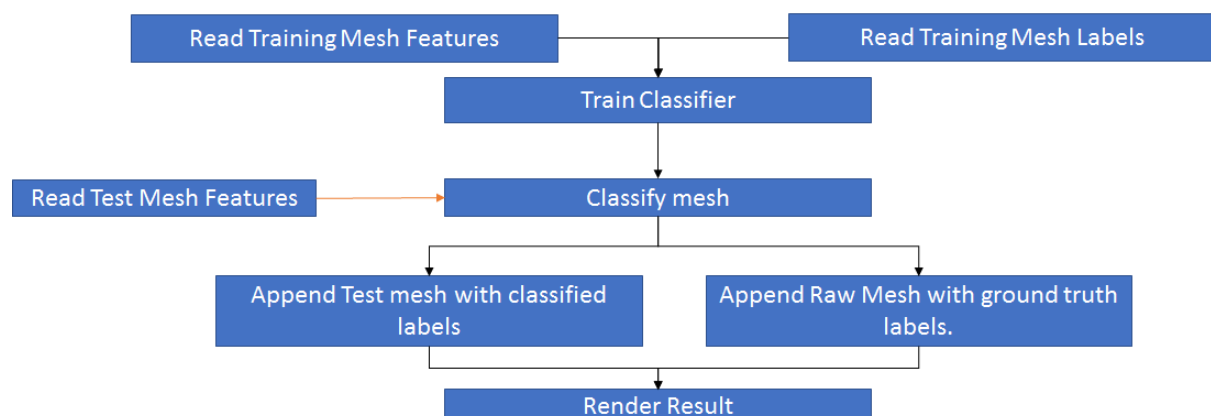 Read Training Mesh Features
Read Training Mesh Labels
Train Classifier
Read Test Mesh Features
Classify mesh
Append Test mesh with classified
labels
Append Raw Mesh with ground truth
labels.
Render Result